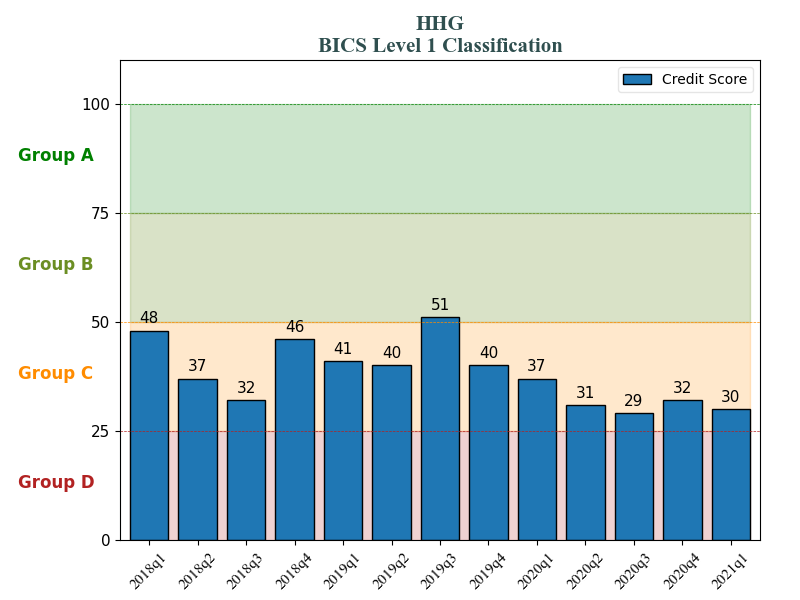 HHG
BICS Level 1 Classification
Credit Score
100
Group A
75
Group B
50
Group C
25
Group D
0
48
37
32
46
41
40
51
40
37
31
29
32
30
2018q1
2018q2
2018q3
2018q4
2019q1
2019q2
2019q3
2019q4
2020q1
2020q2
2020q3
2020q4
2021q1